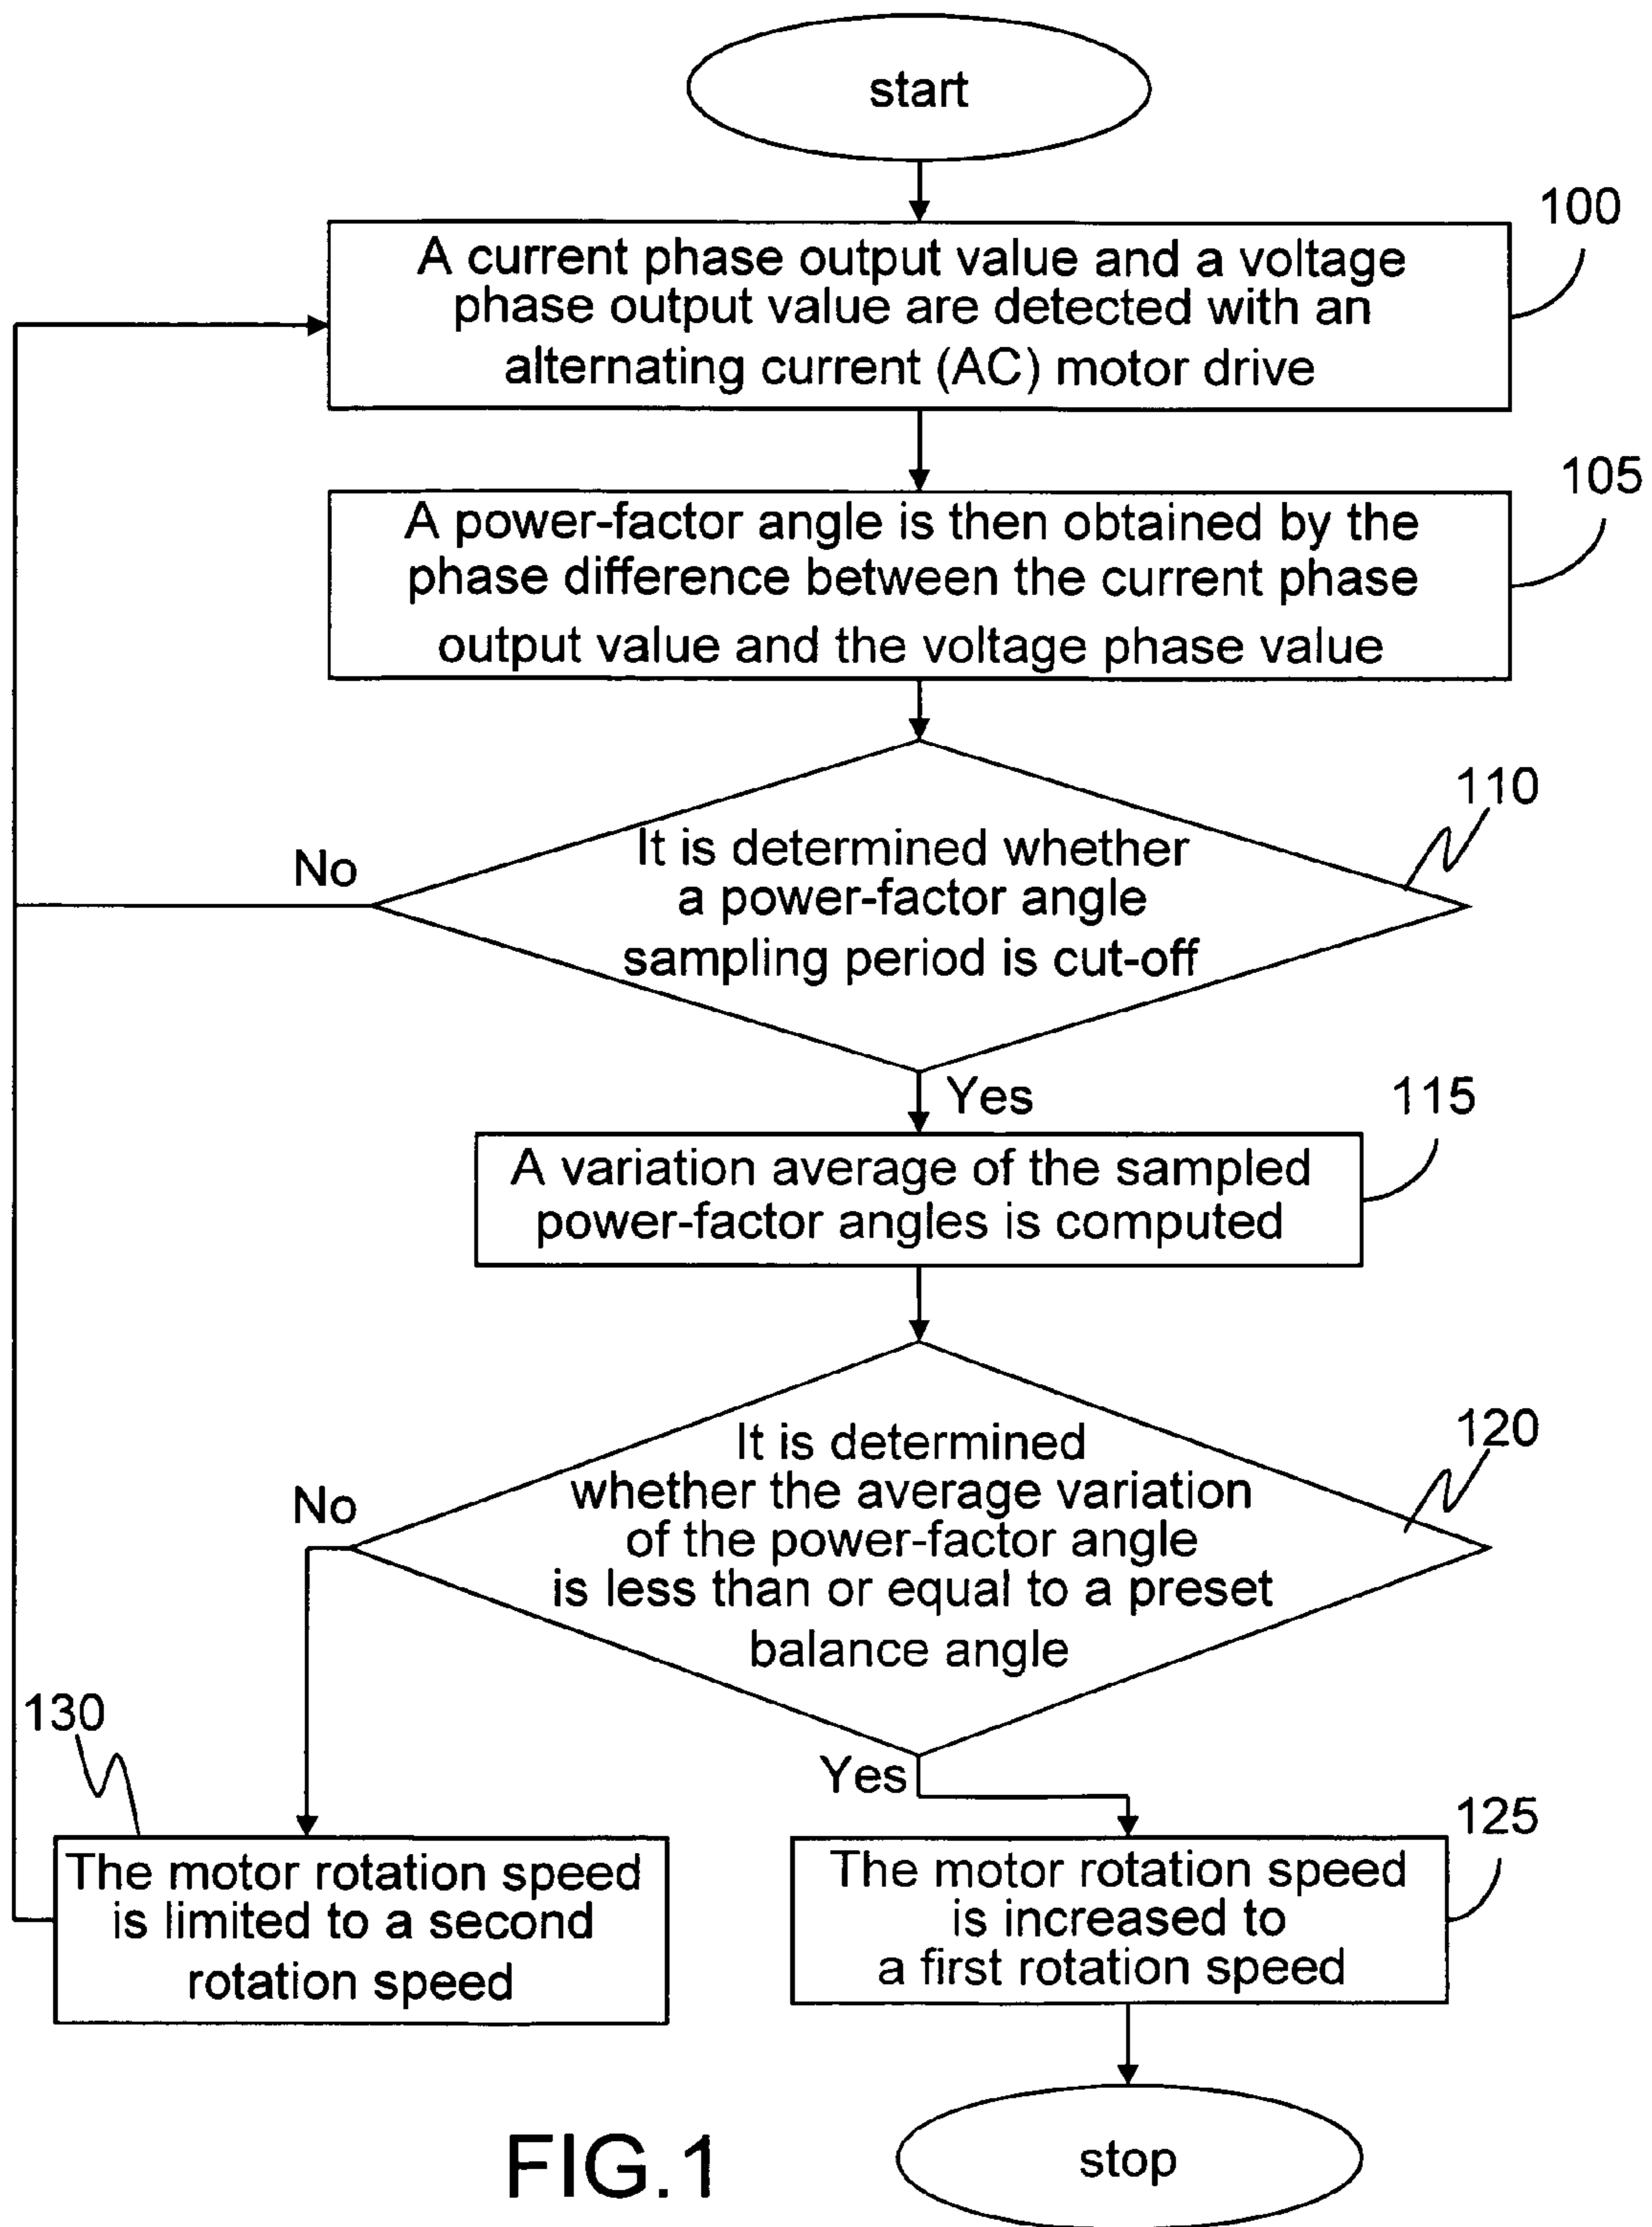 start
100
A current phase output value and a voltage
phase output value are detected with an
alternating current (AC) motor drive
105
A power-factor angle is then obtained by the
phase difference between the current phase
output value and the voltage phase value
110
No
It is determined whether
a power-factor angle
sampling period is cut-off
Yes
115
A variation average of the sampled
power-factor angles is computed
120
No
It is determined
whether the average variation
of the power-factor angle
is less than or equal to a preset
balance angle
130
Yes
125
The motor rotation speed
is limited to a second
rotation speed
The motor rotation speed
is increased to
a first rotation speed
stop
FIG.1